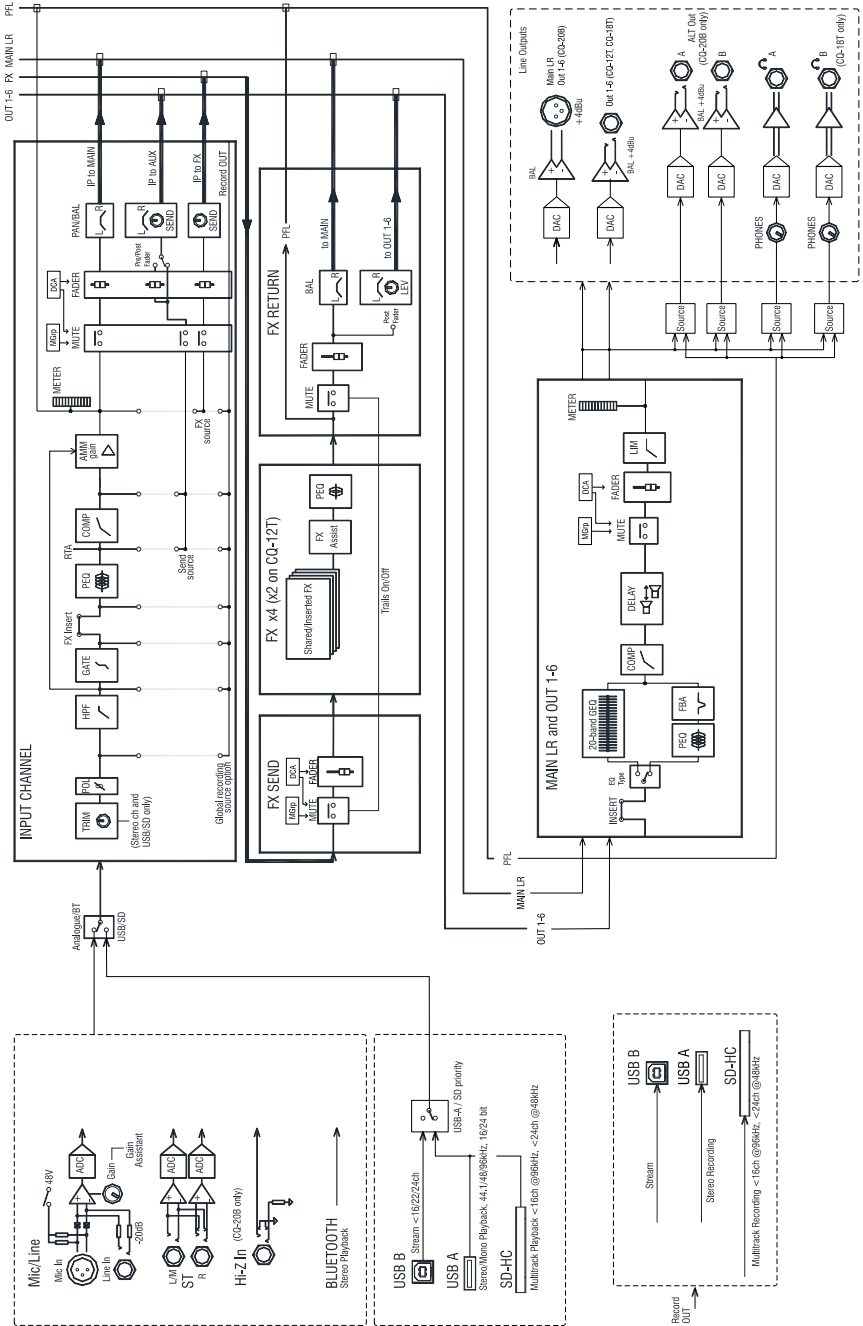 Mic/Line
48V
Mic In
Line In
-20dB
+
-
ADC
Gain
Gain
Assistant
L/M
ST
R
+
-
ADC
+
-
ADC
Hi-Z In (CQ-20B only)
BLUETOOTH
Stereo Playback
USB B
Stream <16/22/24ch
USB A
Stereo/Mono Playback, 44.1/48/96kHz, 16/24 bit
SD-HC
Multitrack Playback <16ch @96kHz, <24ch @48kHz
USB-A / SD priority
Analogue/BT
USB/SD
Record
OUT
Stream
USB B
Stereo Recording
USB A
SD-HC
Multitrack Recording <16ch @96kHz, <24ch @48kHz
INPUT CHANNEL
TRIM
(Stereo ch and
USB/SD only)
POL
HPF
GATE
FX Insert
PEQ
RTA
COMP
AMM
gain
METER
MGrp
MUTE
DCA
FADER
Pre/Post
Fader
PAN/BAL
L
R
L
R
SEND
SEND
IP to MAIN
IP to AUX
IP to FX
Record OUT
Global recording
source option
Send
source
FX
source
PFL
MAIN LR
FX
OUT 1-6
FX SEND
MGrp
MUTE
DCA
FADER
FX x4 (x2 on CQ-12T)
Shared/Inserted FX
FX
Assist
PEQ
Trails On/Off
FX RETURN
MUTE
FADER
Post
Fader
BAL
L
R
L
R
LEV
PFL
to MAIN
to OUT 1-6
PFL
MAIN LR
OUT 1-6
MAIN LR and OUT 1-6
INSERT
EQ
Type
20-band GEQ
PEQ
FBA
COMP
DELAY
MGrp
MUTE
DCA
FADER
LIM
METER
Source
Source
Source
Source
Line Outputs
DAC
BAL
+
-
Main LR
Out 1-6 (CQ-20B)
+4dBu
DAC
+
-
BAL +4dBu
Out 1-6 (CQ-12T, CQ-18T)
DAC
+
-
A
BAL +4dBu
DAC
+
-
B
ALT Out
(CQ-20B only)
PHONES
DAC
A
PHONES
DAC
B
(CQ-18T only)